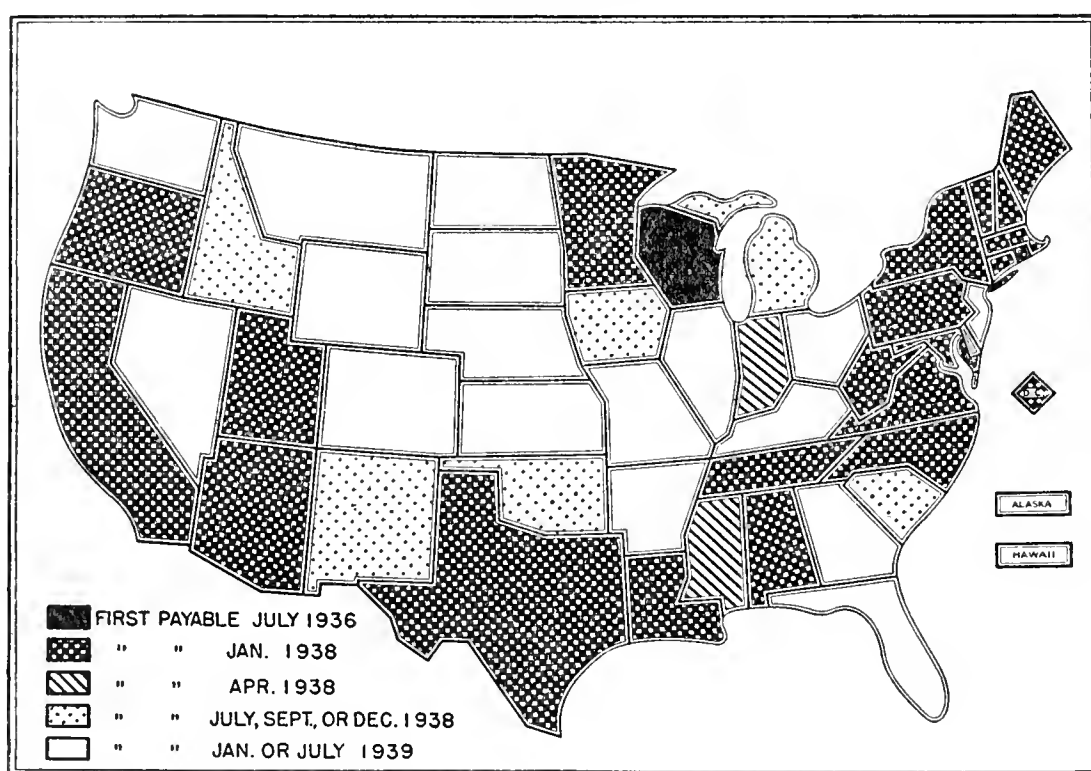 D.C.
ALASKA
HAWAII
FIRST PAYABLE JULY 1936
" " JAN. 1938
" " APR. 1938
" " JULY, SEPT., OR DEC. 1938
" " JAN. OR JULY 1939